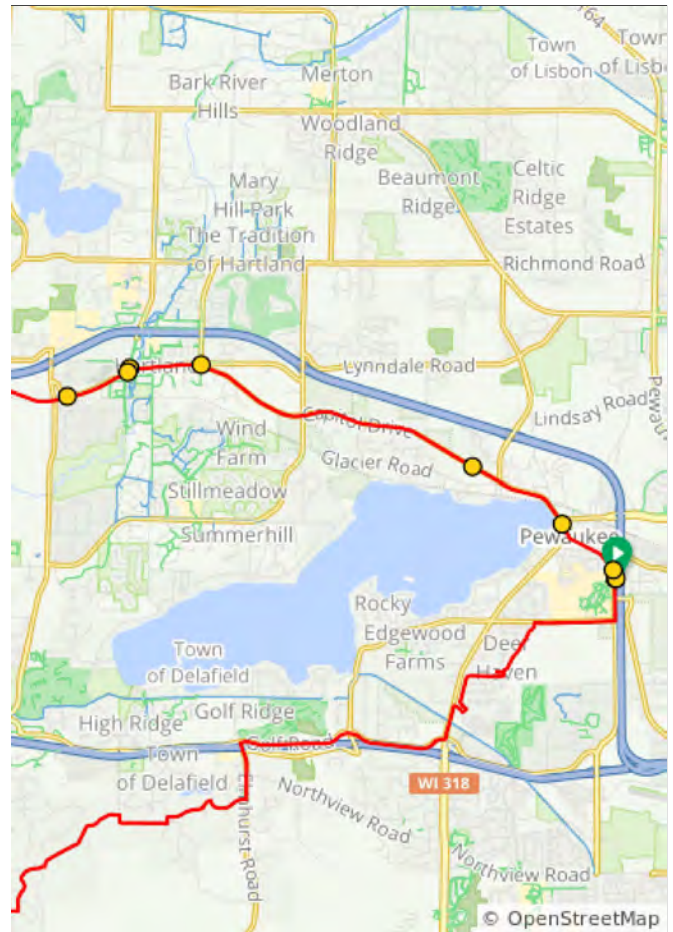 164
Town
of Lisbon
Town
of Lisb
Merton
Bark River
Hills
Woodland
Ridge
Beaumont
Ridge
Celtic
Ridge
Estates
Mary
Hill Park
The Tradition
of Hartland
Richmond Road
Lynndale Road
Capitol Drive
Lindsay Road
Wind
Farm
Glacier Road
Stillmeadow
Summerhill
Pewaukee
Rocky
Edgewood
Farms
Deer
Haven
Town
of Delafield
High Ridge
Golf Ridge
Golf Road
Town
of Delafield
WI 318
Northview Road
Elmhurst Road
Northview Road
© OpenStreetMap